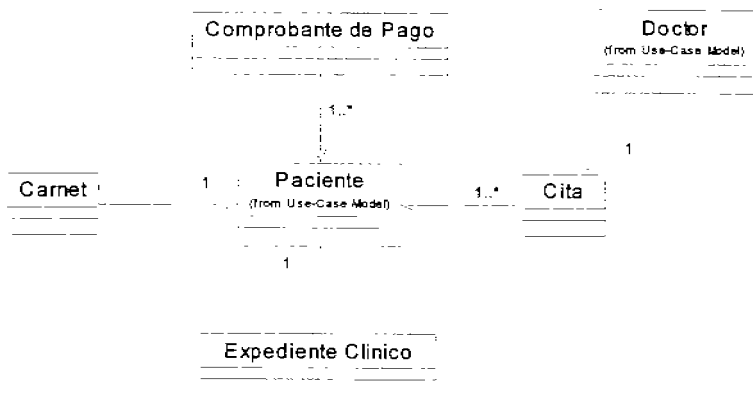 Comprobante de Pago
Doctor
(from Use-Case Model)
1..*
1
Carnet
1
Paciente
(from Use-Case Model)
1..*
Cita
1
Expediente Clinico